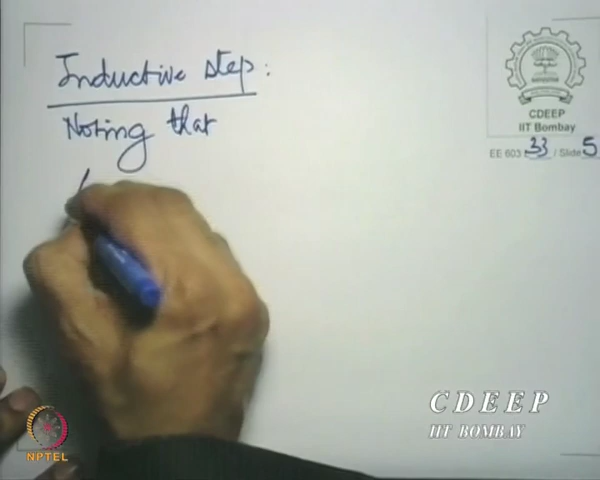 Inductive step:
Noting that
CDEEP
IIT Bombay
EE 603 33 / Slide 5
CDEEP
IIT BOMBAY
NPTEL